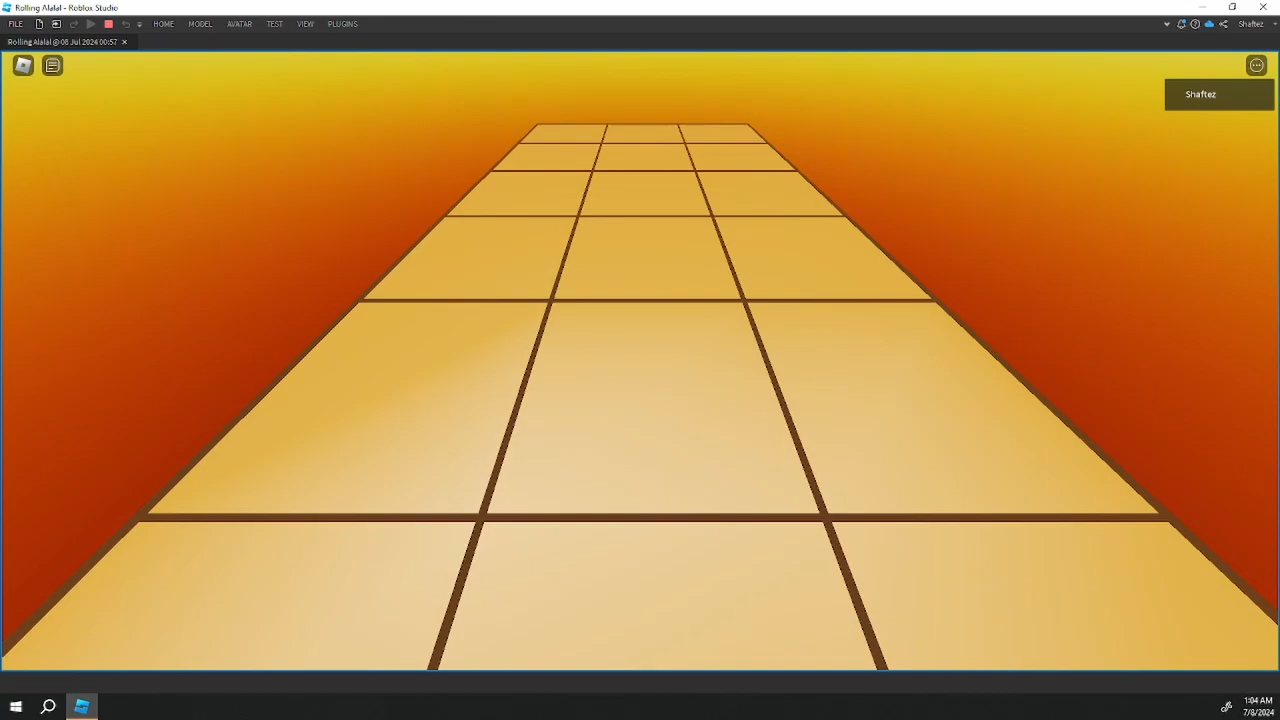 Rolling Alalal - Roblox Studio
FILE HOME MODEL AVATAR TEST VIEW PLUGINS Shaftez
Rolling Alalal @ 08 Jul 2024 00:57 ×
Shaftez
1:04 AM
7/8/2024